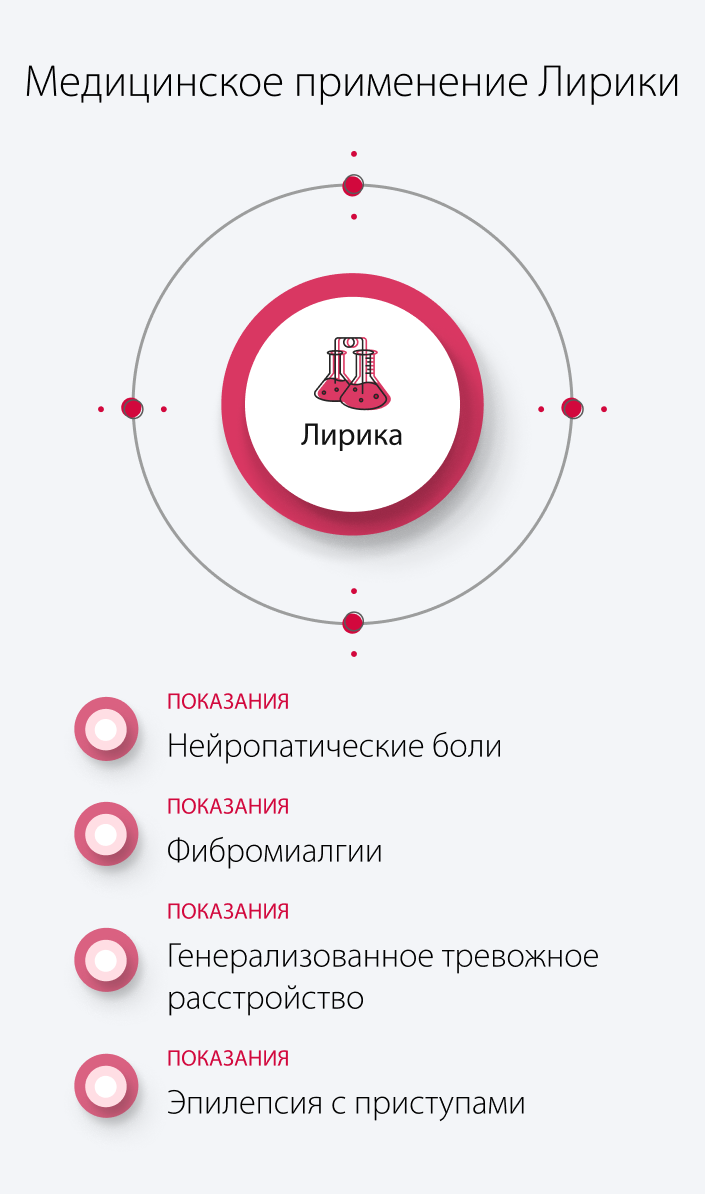 Медицинское применение Лирики
Лирика
ПОКАЗАНИЯ
Нейропатические боли
ПОКАЗАНИЯ
Фибромиалгии
ПОКАЗАНИЯ
Генерализованное тревожное
расстройство
ПОКАЗАНИЯ
Эпилепсия с приступами